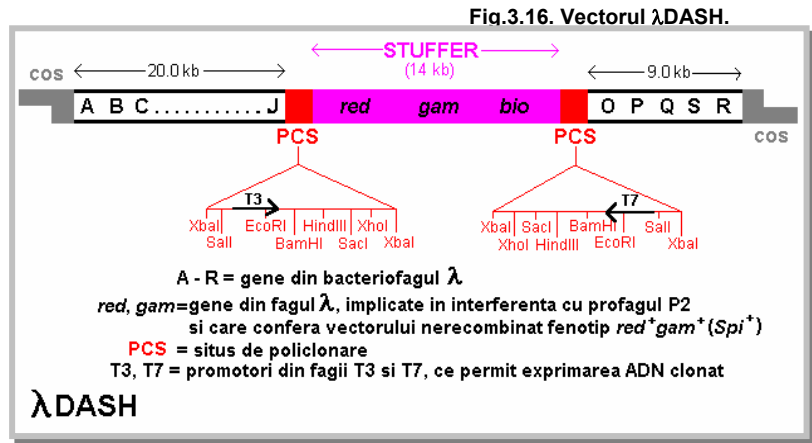 Fig.3.16. Vectorul λDASH.
STUFFER
(14 kb)
cos
20.0 kb
9.0 kb
A B C..........J
red gam bio
O P Q S R
PCS
PCS
cos
T3
T7
XbaI
SalI
EcoRI
BamHI
HindIII
SacI
XhoI
XbaI
XbaI
XhoI
SacI
HindIII
BamHI
EcoRI
SalI
XbaI
A - R = gene din bacteriofagul λ
red, gam=gene din fagul λ, implicate in interferenta cu profagul P2
si care confera vectorului nerecombinat fenotip red+gam+(Spi+)
PCS = situs de policlonare
T3, T7 = promotori din fagii T3 si T7, ce permit exprimarea ADN clonat
λDASH